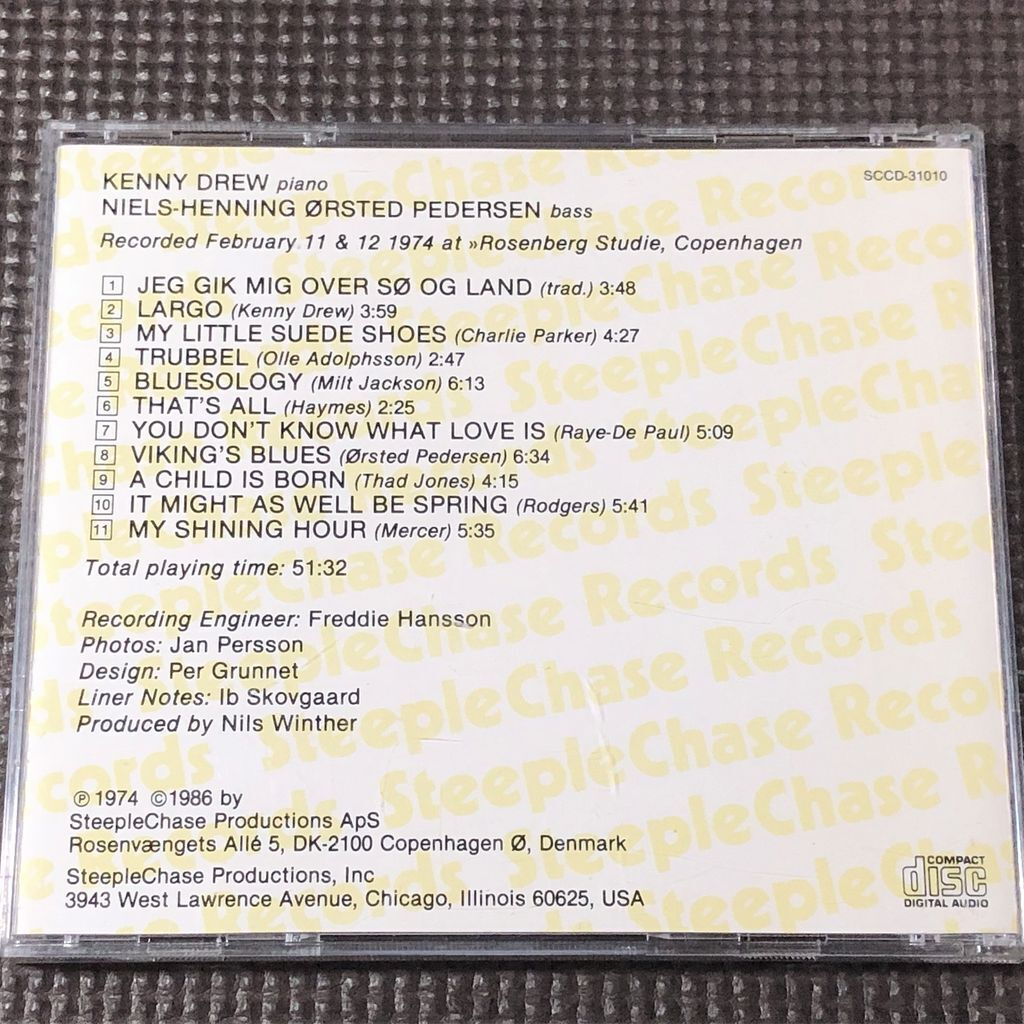 KENNY DREW piano
SCCD-31010
NIELS-HENNING ØRSTED PEDERSEN bass
Recorded February 11 & 12 1974 at »Rosenberg Studie, Copenhagen
1 JEG GIK MIG OVER SØ OG LAND (trad.) 3:48
2 LARGO (Kenny Drew) 3:59
3 MY LITTLE SUEDE SHOES (Charlie Parker) 4:27
4 TRUBBEL (Olle Adolphsson) 2:47
5 BLUESOLOGY (Milt Jackson) 6:13
6 THAT'S ALL (Haymes) 2:25
7 YOU DON'T KNOW WHAT LOVE IS (Raye-De Paul) 5:09
8 VIKING'S BLUES (Ørsted Pedersen) 6:34
9 A CHILD IS BORN (Thad Jones) 4:15
10 IT MIGHT AS WELL BE SPRING (Rodgers) 5:41
11 MY SHINING HOUR (Mercer) 5:35
Total playing time: 51:32
Recording Engineer: Freddie Hansson
Photos: Jan Persson
Design: Per Grunnet
Liner Notes: Ib Skovgaard
Produced by Nils Winther
℗ 1974 © 1986 by
SteepleChase Productions ApS
Rosenvængets Allé 5, DK-2100 Copenhagen Ø, Denmark
SteepleChase Productions, Inc
3943 West Lawrence Avenue, Chicago, Illinois 60625, USA
COMPACT
disc
DIGITAL AUDIO
SteepleChase Records